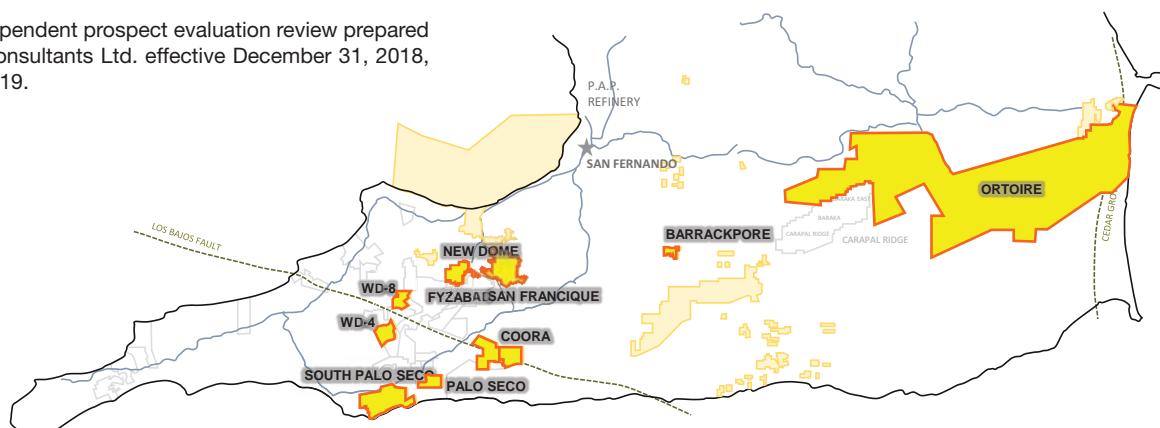 pendent prospect evaluation review prepared
onsultants Ltd. effective December 31, 2018,
19.
P.A.P.
REFINERY
SAN FERNANDO
ORTOIRE
BARAKA EAST
BARAKA
CARAPAL RIDGE
CARAPAL RIDGE
BARRACKPORE
CEDAR GRO
LOS BAJOS FAULT
NEW DOME
WD-8
FYZABAD
SAN FRANCIQUE
WD-4
COORA
SOUTH PALO SECO
PALO SECO